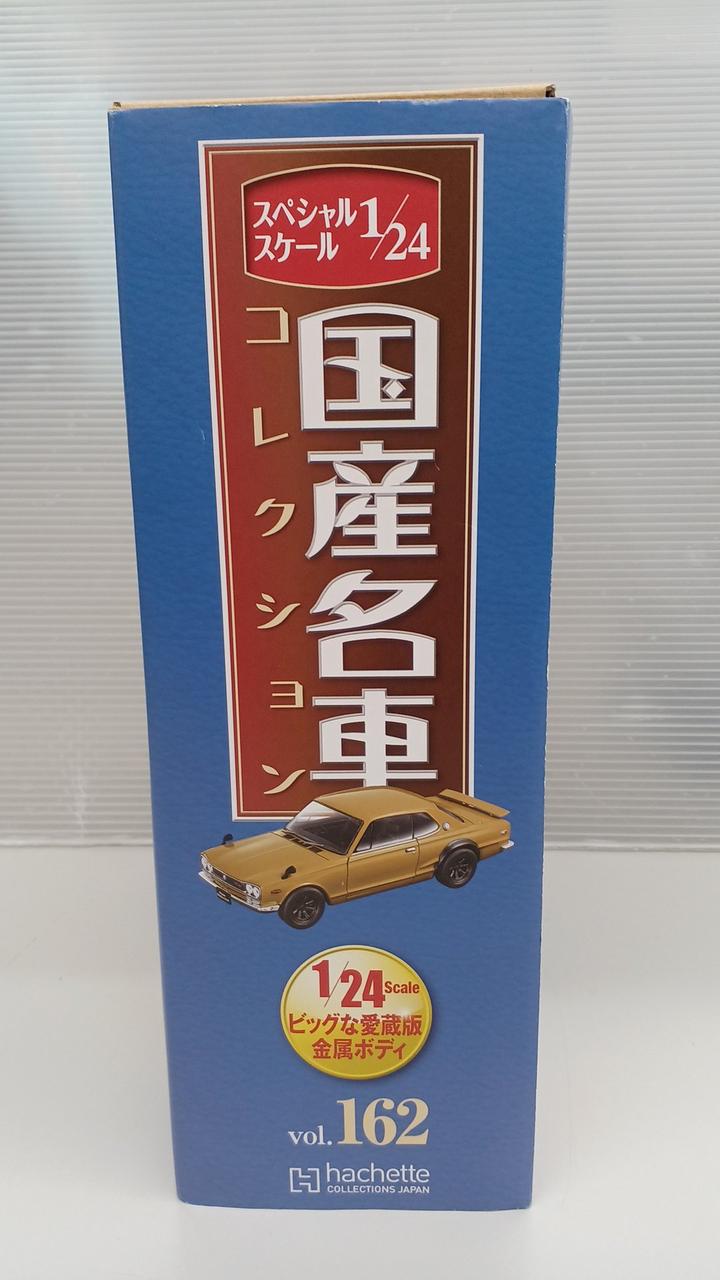 スペシャル
スケール 1/24
国産名車
コレクション
1/24 Scale
ビッグな愛蔵版
金属ボディ
vol.162
hachette
COLLECTIONS JAPAN